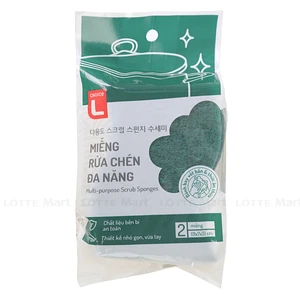 CHOICE
L
다용도 스크럽 스펀지 수세미
MIẾNG
RỬA CHÉN
ĐA NĂNG
Multi-purpose Scrub Sponges
Chất liệu bền bỉ
an toàn
Thiết kế nhỏ gọn, vừa tay
2
miếng
LOTTE Mart